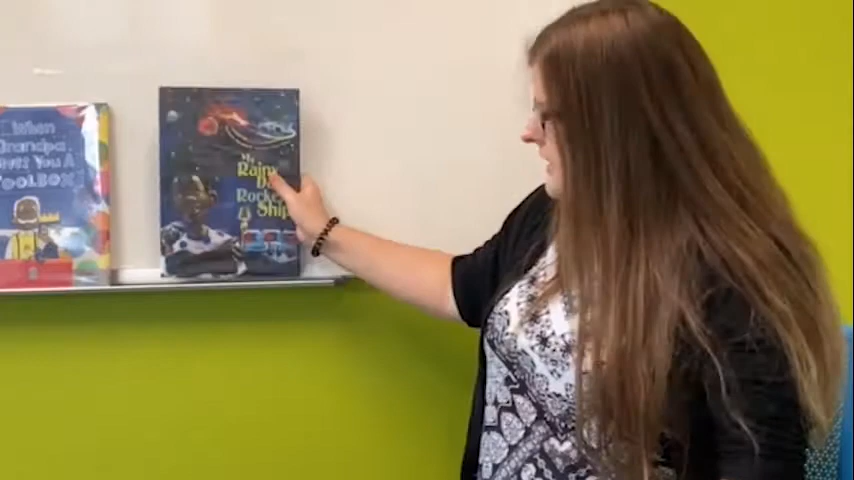 When
Grandpa
Gives You A
Toolbox
My
Rainy
Day
Rocket
Ship